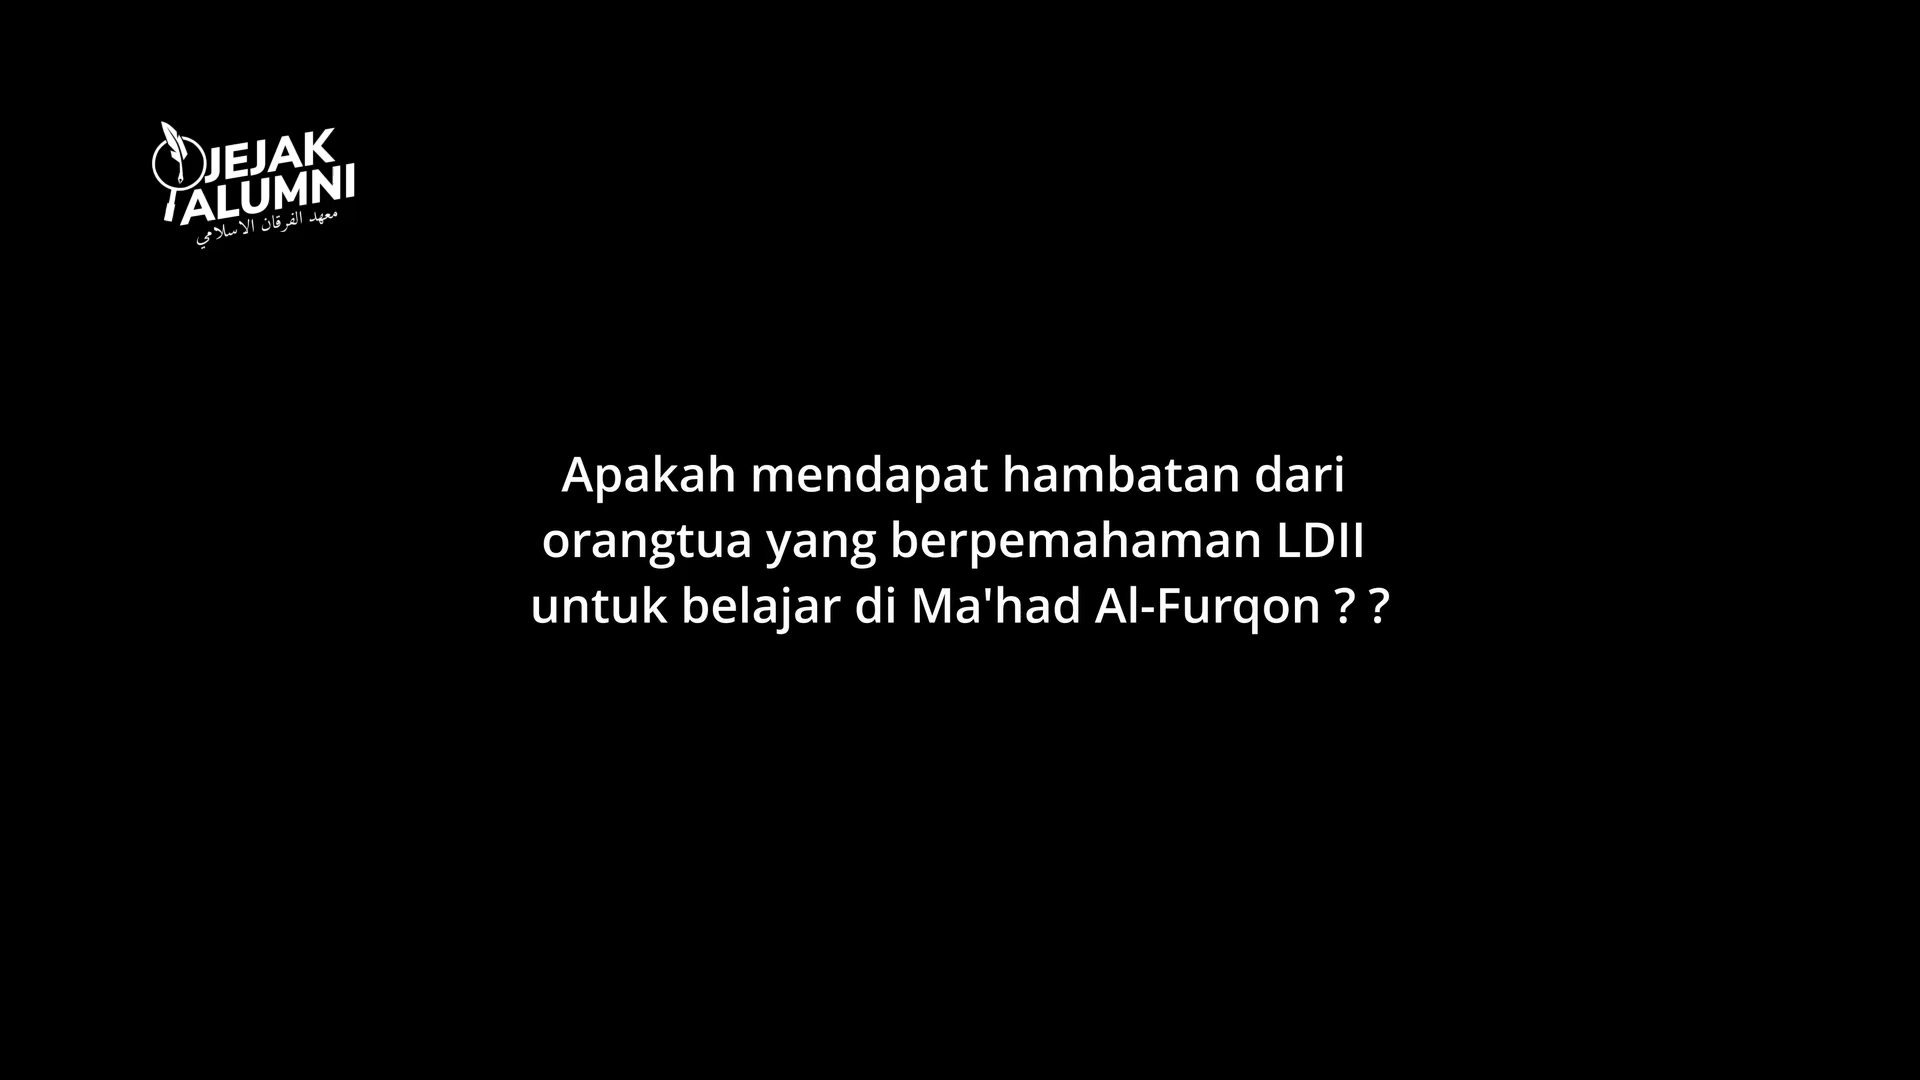 JEJAK
ALUMNI
معهد الفرقان الاسلامي
Apakah mendapat hambatan dari
orangtua yang berpemahaman LDII
untuk belajar di Ma'had Al-Furqon ? ?